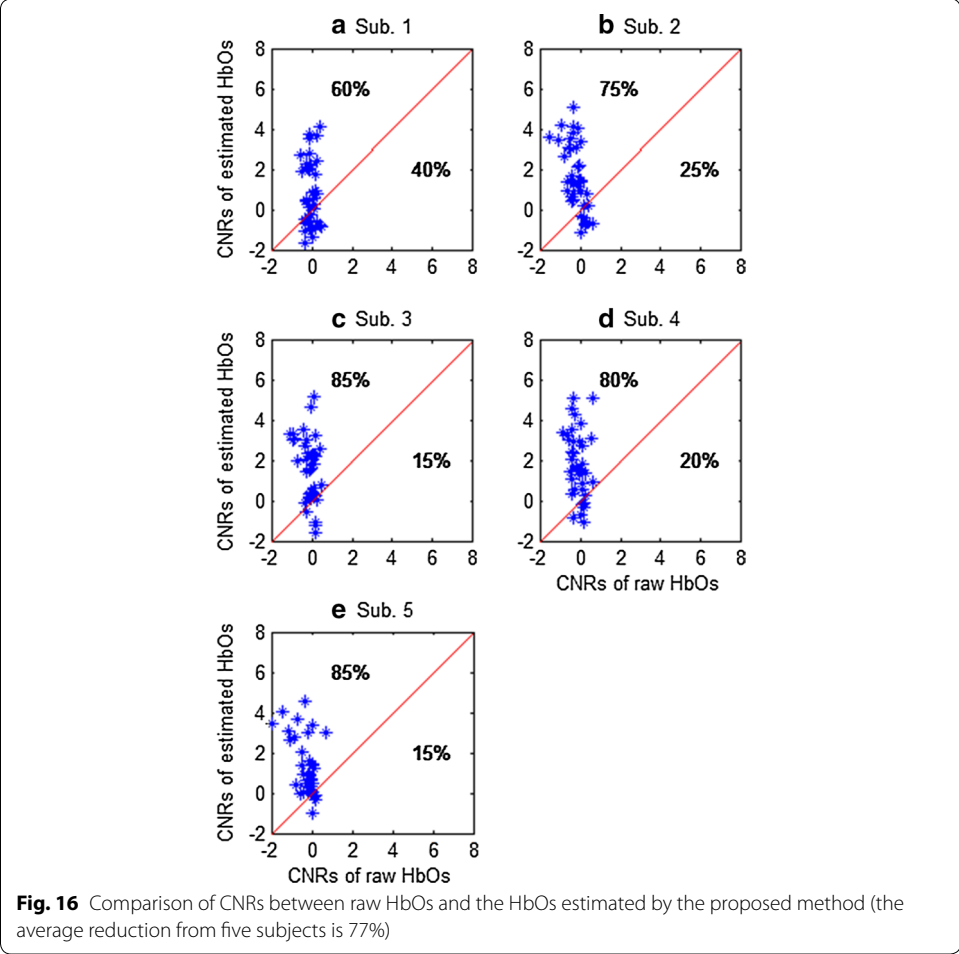 a Sub. 1
b Sub. 2
CNRs of estimated HbOs
8
6
4
2
0
-2
60%
40%
-2 0 2 4 6 8
8
6
4
2
0
-2
75%
25%
-2 0 2 4 6 8
c Sub. 3
d Sub. 4
CNRs of estimated HbOs
8
6
4
2
0
-2
85%
15%
-2 0 2 4 6 8
8
6
4
2
0
-2
80%
20%
-2 0 2 4 6 8
CNRs of raw HbOs
e Sub. 5
CNRs of estimated HbOs
8
6
4
2
0
-2
85%
15%
-2 0 2 4 6 8
CNRs of raw HbOs
Fig. 16 Comparison of CNRs between raw HbOs and the HbOs estimated by the proposed method (the
average reduction from five subjects is 77%)